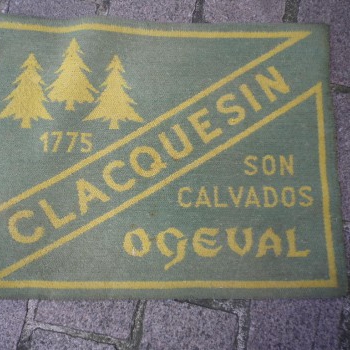 1775
CLACQUESIN
SON
CALVADOS
OGEVAL